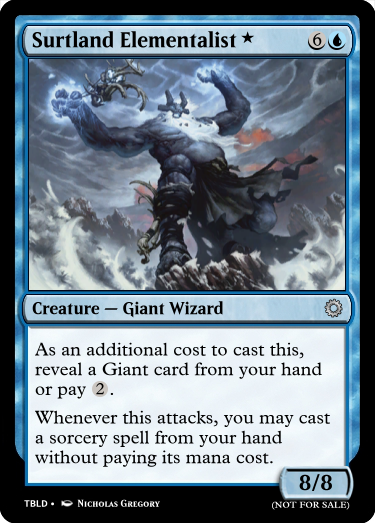 Surtland Elementalist ★ 6
Creature — Giant Wizard
As an additional cost to cast this,
reveal a Giant card from your hand
or pay 2.
Whenever this attacks, you may cast
a sorcery spell from your hand
without paying its mana cost.
8/8
TBLD • Nicholas Gregory
(NOT FOR SALE)